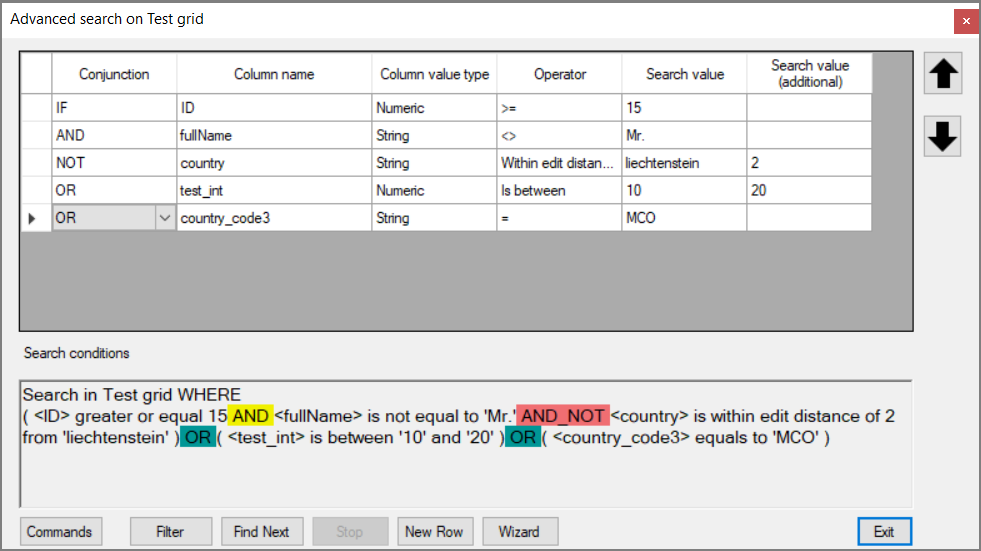 Advanced search on Test grid
Conjunction Column name Column value type Operator Search value Search value (additional)
IF ID Numeric >= 15
AND fullName String <> Mr.
NOT country String Within edit distan... liechtenstein 2
OR test_int Numeric Is between 10 20
OR country_code3 String = MCO
Search conditions
Search in Test grid WHERE
( <ID> greater or equal 15 AND <fullName> is not equal to 'Mr.' AND_NOT <country> is within edit distance of 2
from 'liechtenstein' ) OR ( <test_int> is between '10' and '20' ) OR ( <country_code3> equals to 'MCO' )
Commands Filter Find Next Stop New Row Wizard Exit